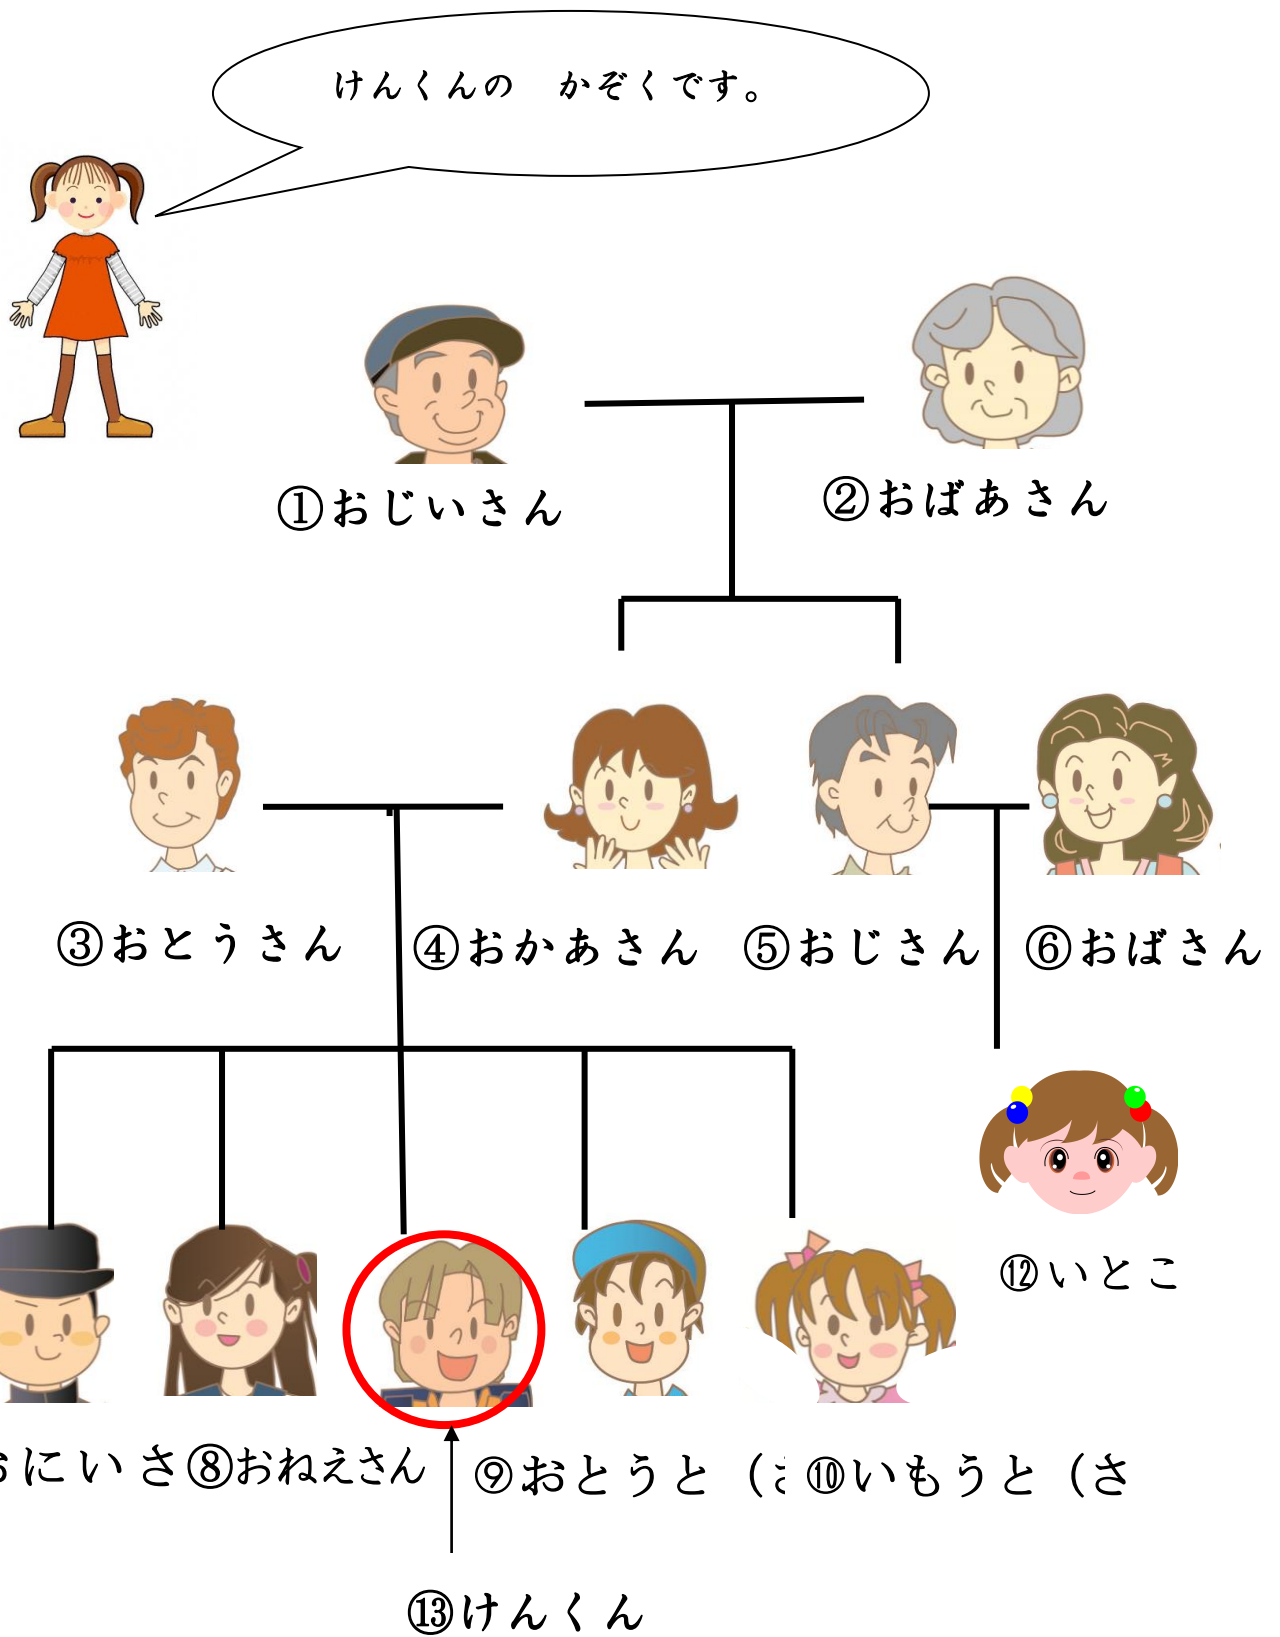 けんくんの　かぞくです。
①おじいさん
②おばあさん
③おとうさん
④おかあさん
⑤おじさん
⑥おばさん
⑫いとこ
にいさ
⑧おねえさん
⑨おとうと（
⑩いもうと（さ
⑬けんくん